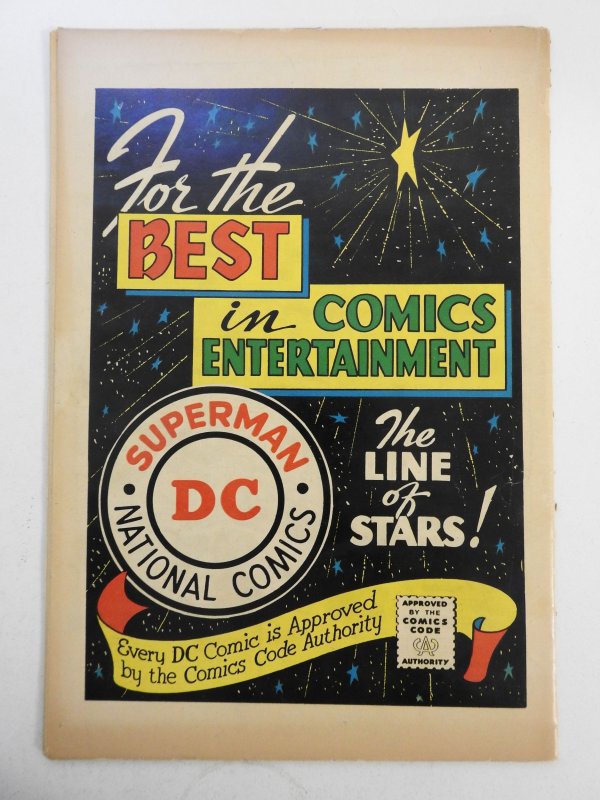 For the
BEST
in COMICS
ENTERTAINMENT
SUPERMAN
DC
NATIONAL COMICS
The
LINE
of
STARS!
Every DC Comic is Approved
by the Comics Code Authority
APPROVED
BY THE
COMICS
CODE
CA
AUTHORITY